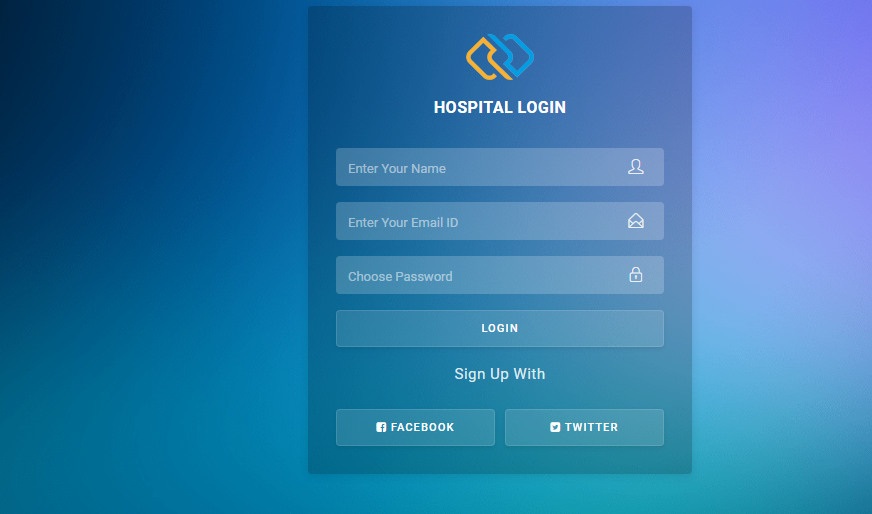 HOSPITAL LOGIN
Enter Your Name
Enter Your Email ID
Choose Password
LOGIN
Sign Up With
FACEBOOK TWITTER